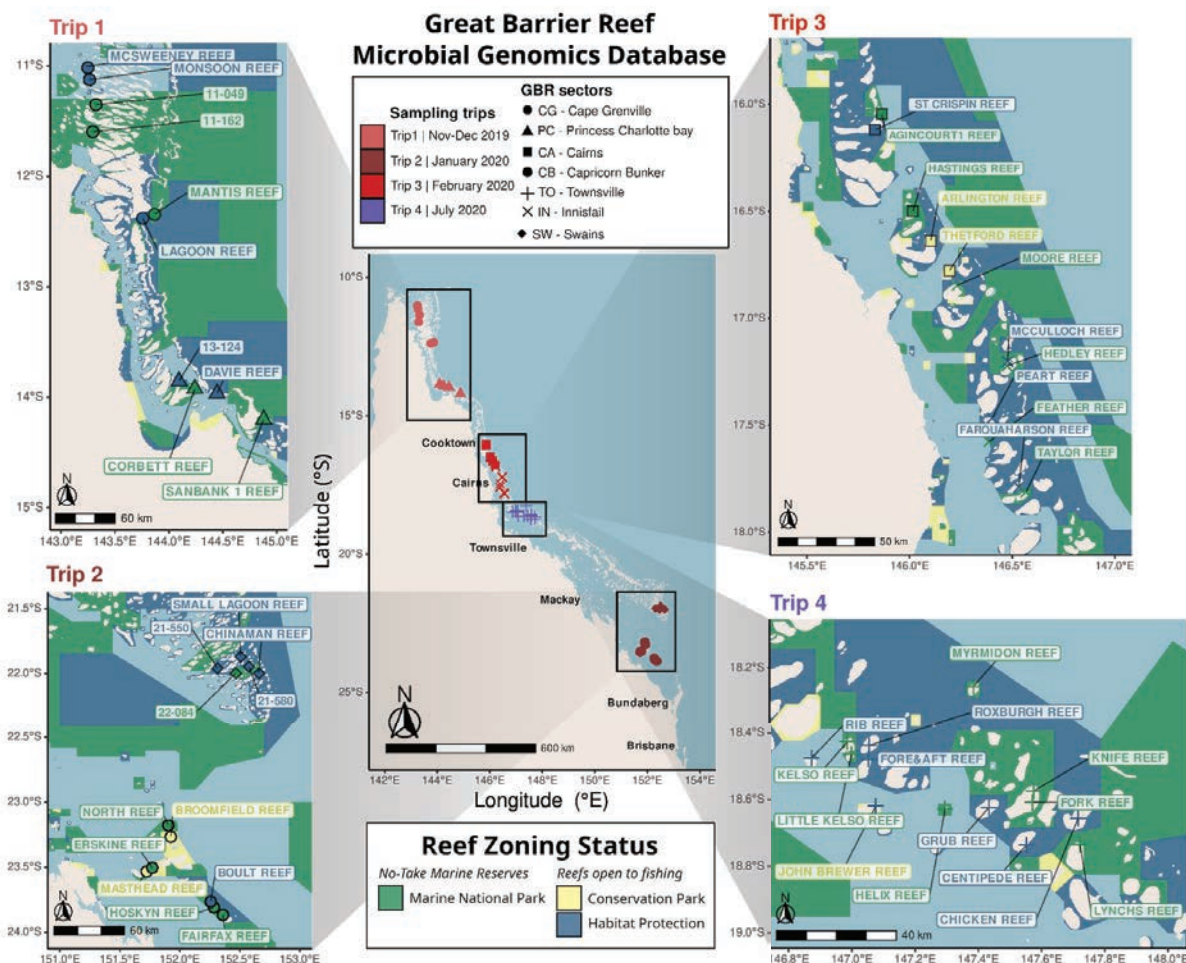 Trip 1
11°S
12°S
13°S
14°S
15°S
MCSWEENEY REEF
MONSOON REEF
11-049
11-162
MANTIS REEF
LAGOON REEF
13-124
DAVIE REEF
CORBETT REEF
SANBANK 1 REEF
N
60 km
143.0°E 143.5°E 144.0°E 144.5°E 145.0°E
Great Barrier Reef
Microbial Genomics Database
Sampling trips
Trip1 | Nov-Dec 2019
Trip 2 | January 2020
Trip 3 | February 2020
Trip 4 | July 2020
GBR sectors
CG - Cape Grenville
PC - Princess Charlotte bay
CA - Cairns
CB - Capricorn Bunker
TO - Townsville
IN - Innisfail
SW - Swains
10°S
15°S
20°S
25°S
Latitude (°S)
Cooktown
Cairns
Townsville
Mackay
Bundaberg
Brisbane
N
600 km
142°E 144°E 146°E 148°E 150°E 152°E 154°E
Longitude (°E)
Trip 3
16.0°S
16.5°S
17.0°S
17.5°S
18.0°S
ST CRISPIN REEF
AGINCOURT1 REEF
HASTINGS REEF
ARLINGTON REEF
THETFORD REEF
MOORE REEF
MCCULLOCH REEF
HEDLEY REEF
PEART REEF
FEATHER REEF
FARQUAHARSON REEF
TAYLOR REEF
N
50 km
145.5°E 146.0°E 146.5°E 147.0°E
Trip 2
21.5°S
22.0°S
22.5°S
23.0°S
23.5°S
24.0°S
SMALL LAGOON REEF
21-550
CHINAMAN REEF
21-580
22-084
NORTH REEF
BROOMFIELD REEF
ERSKINE REEF
BOULT REEF
MASTHEAD REEF
HOSKYN REEF
FAIRFAX REEF
N
60 km
151.0°E 151.5°E 152.0°E 152.5°E 153.0°E
Reef Zoning Status
No-Take Marine Reserves
Marine National Park
Reefs open to fishing
Conservation Park
Habitat Protection
Trip 4
18.2°S
18.4°S
18.6°S
18.8°S
19.0°S
MYRMIDON REEF
RIB REEF
ROXBURGH REEF
KELSO REEF
FORE&AFT REEF
KNIFE REEF
LITTLE KELSO REEF
FORK REEF
GRUB REEF
JOHN BREWER REEF
HELIX REEF
CENTIPEDE REEF
CHICKEN REEF
LYNCHS REEF
N
40 km
146.8°E 147.0°E 147.2°E 147.4°E 147.6°E 147.8°E 148.0°E